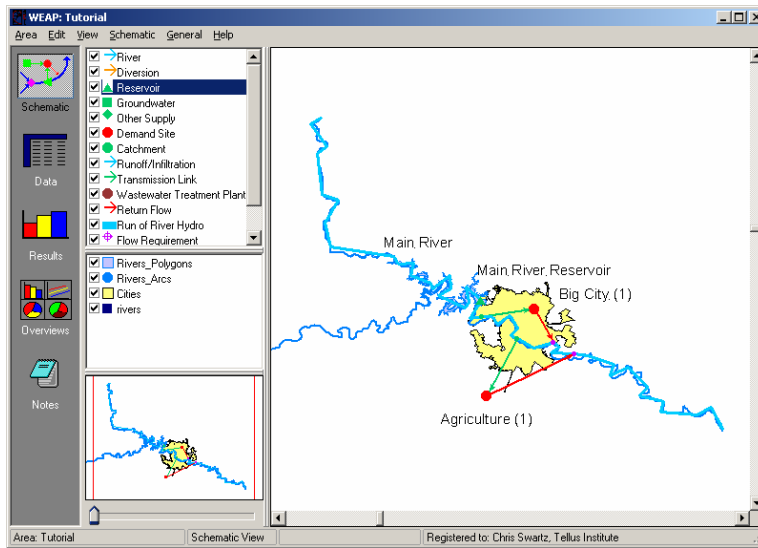 WEAP: Tutorial
Area Edit View Schematic General Help
Schematic
Data
Results
Overviews
Notes
River
Diversion
Reservoir
Groundwater
Other Supply
Demand Site
Catchment
Runoff/Infiltration
Transmission Link
Wastewater Treatment Plant
Return Flow
Run of River Hydro
Flow Requirement
Rivers_Polygons
Rivers_Arcs
Cities
rivers
Main River
Main River Reservoir
Big City (1)
Agriculture (1)
Area: Tutorial Schematic View Registered to: Chris Swartz, Tellus Institute